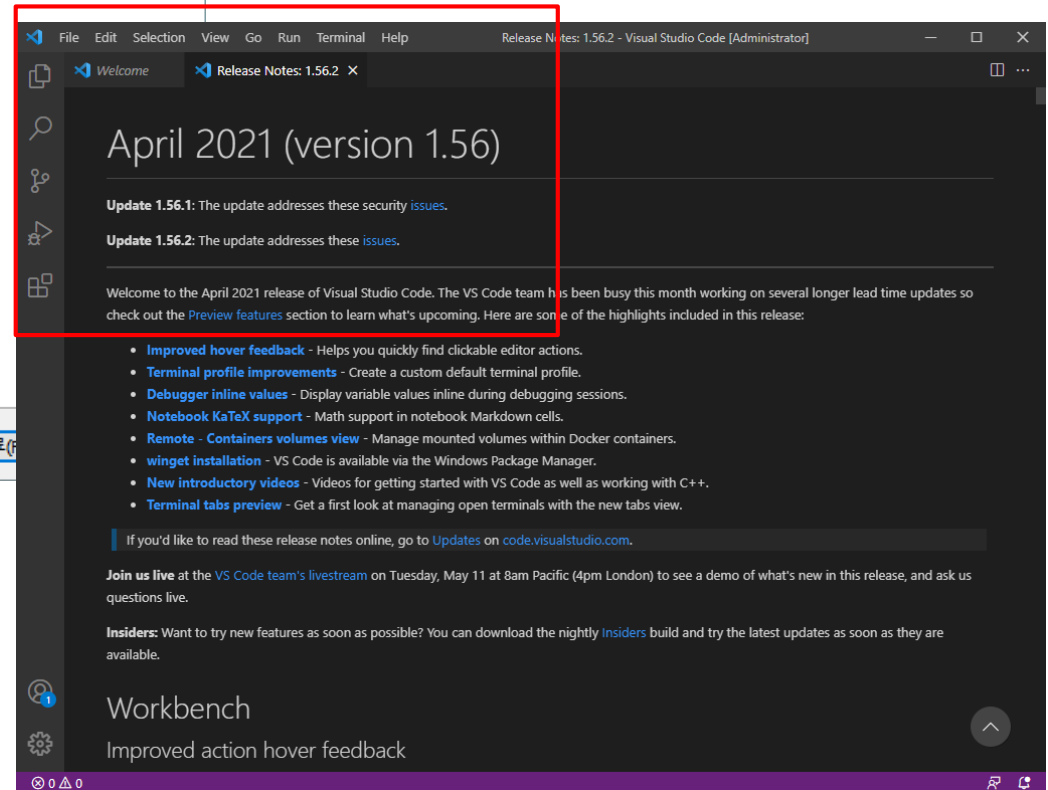 File Edit Selection View Go Run Terminal Help Release Notes: 1.56.2 - Visual Studio Code [Administrator]
Welcome Release Notes: 1.56.2
April 2021 (version 1.56)
Update 1.56.1: The update addresses these security issues.
Update 1.56.2: The update addresses these issues.
Welcome to the April 2021 release of Visual Studio Code. The VS Code team has been busy this month working on several longer lead time updates so
check out the Preview features section to learn what's upcoming. Here are some of the highlights included in this release:
• Improved hover feedback - Helps you quickly find clickable editor actions.
• Terminal profile improvements - Create a custom default terminal profile.
• Debugger inline values - Display variable values inline during debugging sessions.
• Notebook KaTeX support - Math support in notebook Markdown cells.
• Remote - Containers volumes view - Manage mounted volumes within Docker containers.
• winget installation - VS Code is available via the Windows Package Manager.
• New introductory videos - Videos for getting started with VS Code as well as working with C++.
• Terminal tabs preview - Get a first look at managing open terminals with the new tabs view.
If you'd like to read these release notes online, go to Updates on code.visualstudio.com.
Join us live at the VS Code team's livestream on Tuesday, May 11 at 8am Pacific (4pm London) to see a demo of what's new in this release, and ask us
questions live.
Insiders: Want to try new features as soon as possible? You can download the nightly Insiders build and try the latest updates as soon as they are
available.
1
Workbench
Improved action hover feedback
0 0